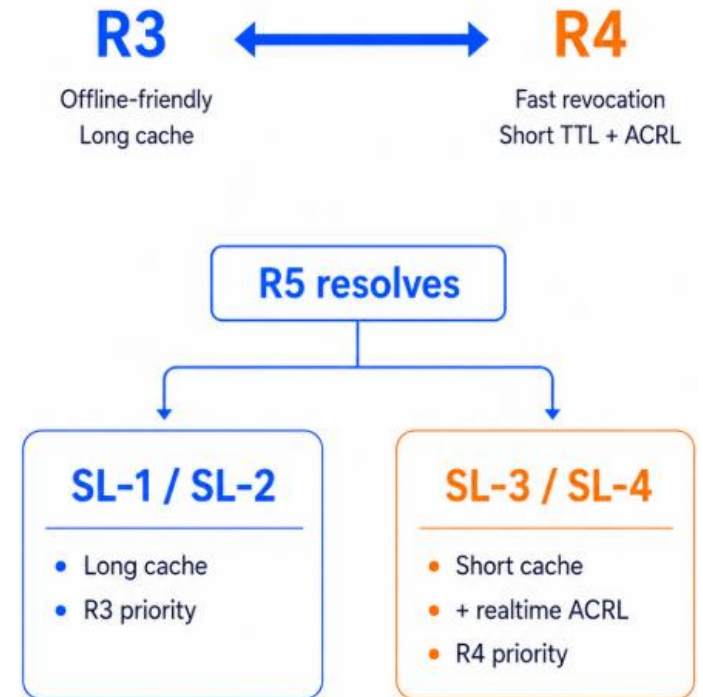 R3
Offline-friendly
Long cache
R4
Fast revocation
Short TTL + ACRL
R5 resolves
SL-1 / SL-2
Long cache
R3 priority
SL-3 / SL-4
Short cache
+ realtime ACRL
R4 priority